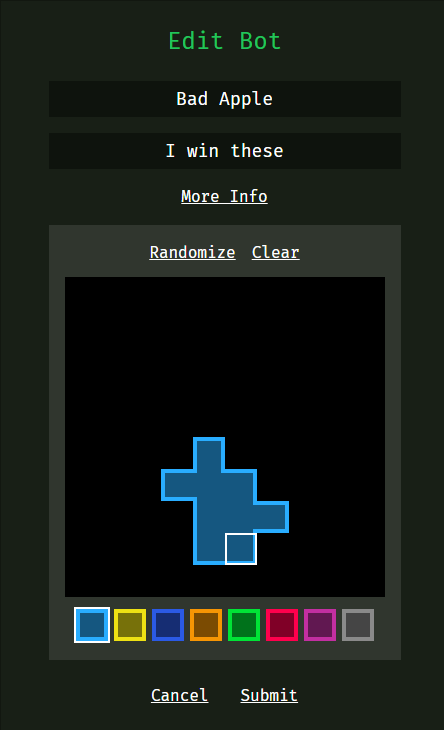 Edit Bot
Bad Apple
I win these
More Info
Randomize Clear
Cancel Submit